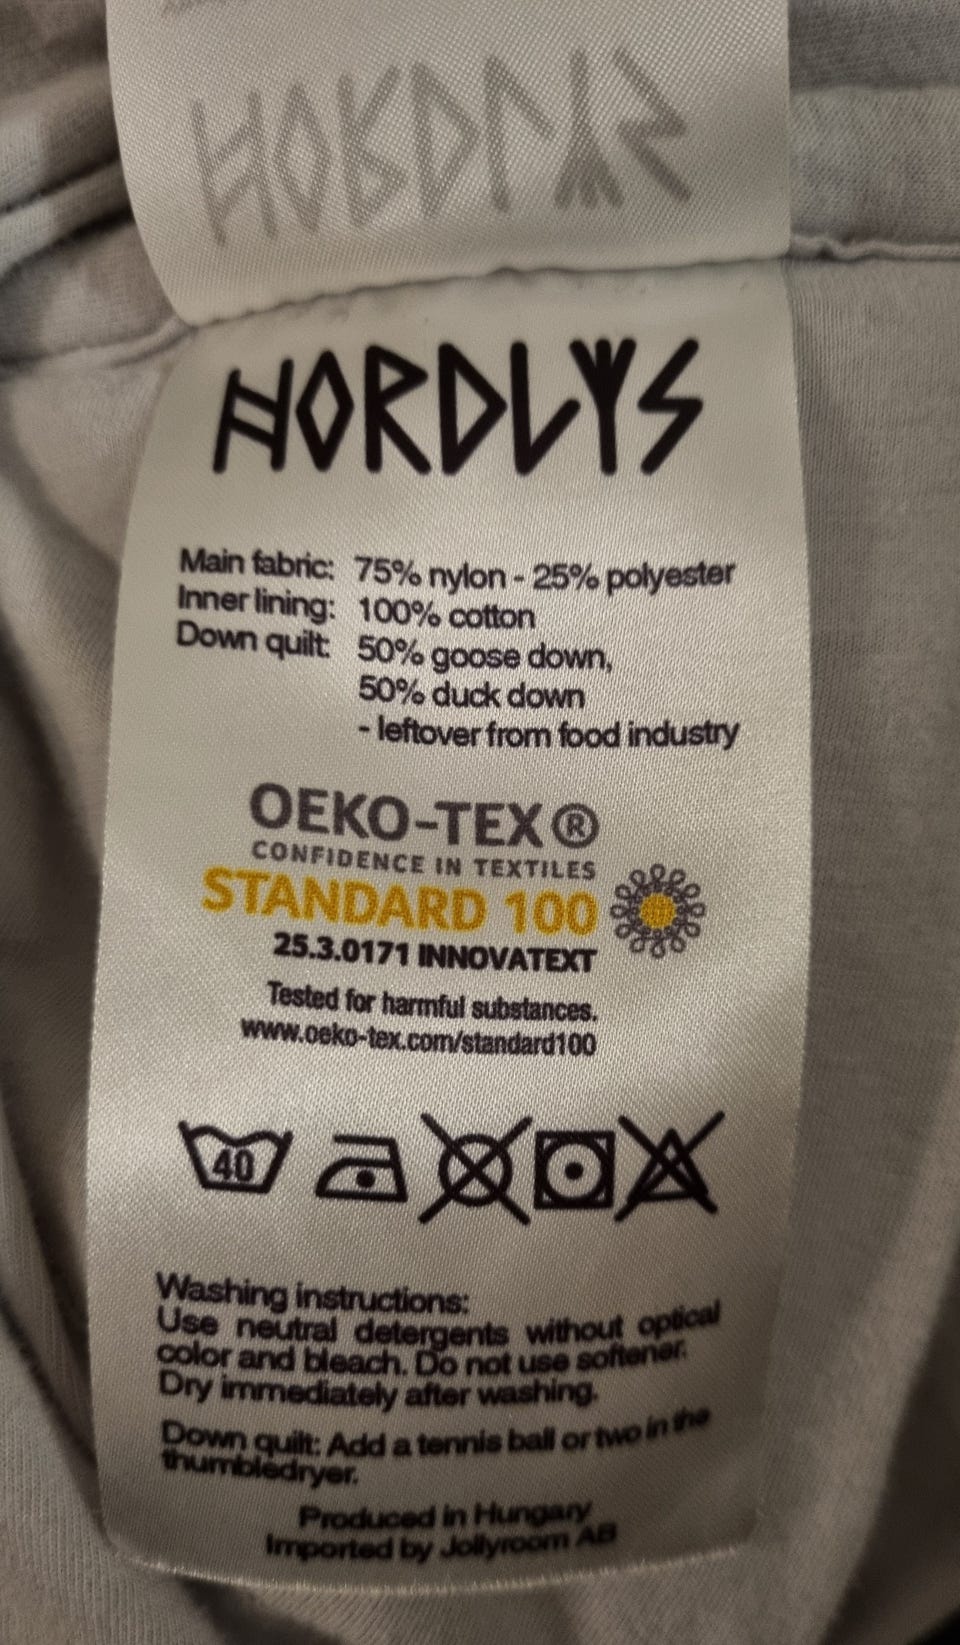 NORDLYS
NORDLYS
Main fabric: 75% nylon - 25% polyester
Inner lining: 100% cotton
Down quilt: 50% goose down,
50% duck down
- leftover from food industry
OEKO-TEX®
CONFIDENCE IN TEXTILES
STANDARD 100
25.3.0171 INNOVATEXT
Tested for harmful substances.
www.oeko-tex.com/standard100
40
Washing instructions:
Use neutral detergents without optical
color and bleach. Do not use softener.
Dry immediately after washing.
Down quilt: Add a tennis ball or two in the
thumbledryer.
Produced in Hungary
Imported by Jollyroom AB